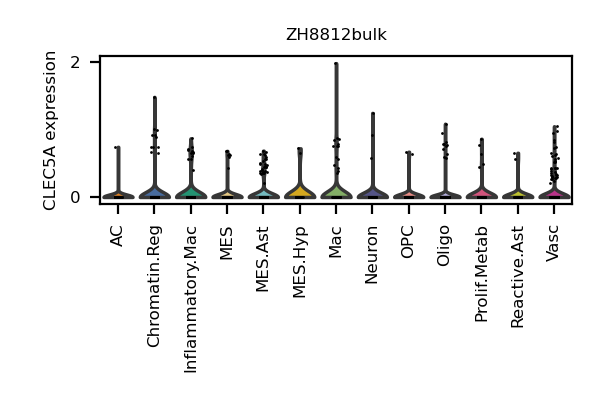 ZH8812bulk
CLEC5A expression
2
0
AC
Chromatin.Reg
Inflammatory.Mac
MES
MES.Ast
MES.Hyp
Mac
Neuron
OPC
Oligo
Prolif.Metab
Reactive.Ast
Vasc